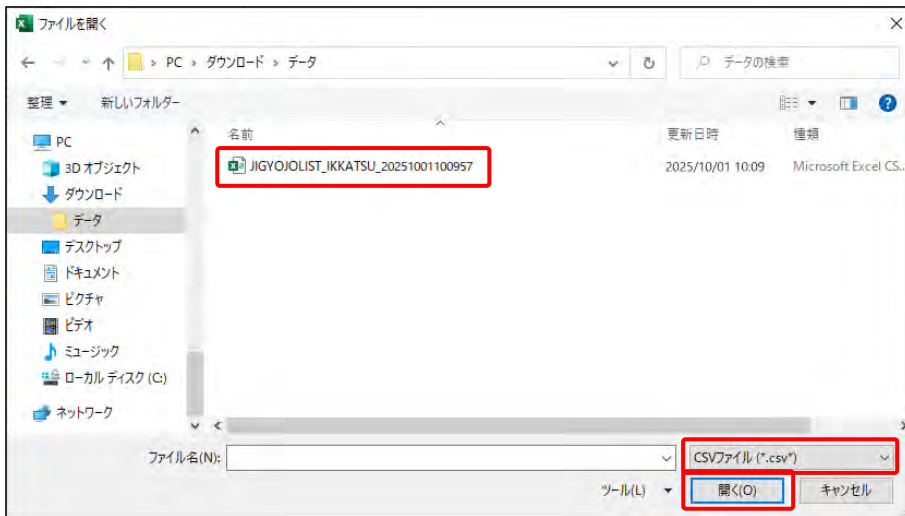 ファイルを開く
PC › ダウンロード › データ
データの検索
整理
新しいフォルダー
名前
更新日時
種類
JIGYOJOLIST_IKKATSU_20251001100957
2025/10/01 10:09
Microsoft Excel CS...
PC
3D オブジェクト
ダウンロード
データ
デスクトップ
ドキュメント
ピクチャ
ビデオ
ミュージック
ローカル ディスク (C:)
ネットワーク
ファイル名(N):
CSVファイル (*.csv*)
ツール(L)
開く(O)
キャンセル